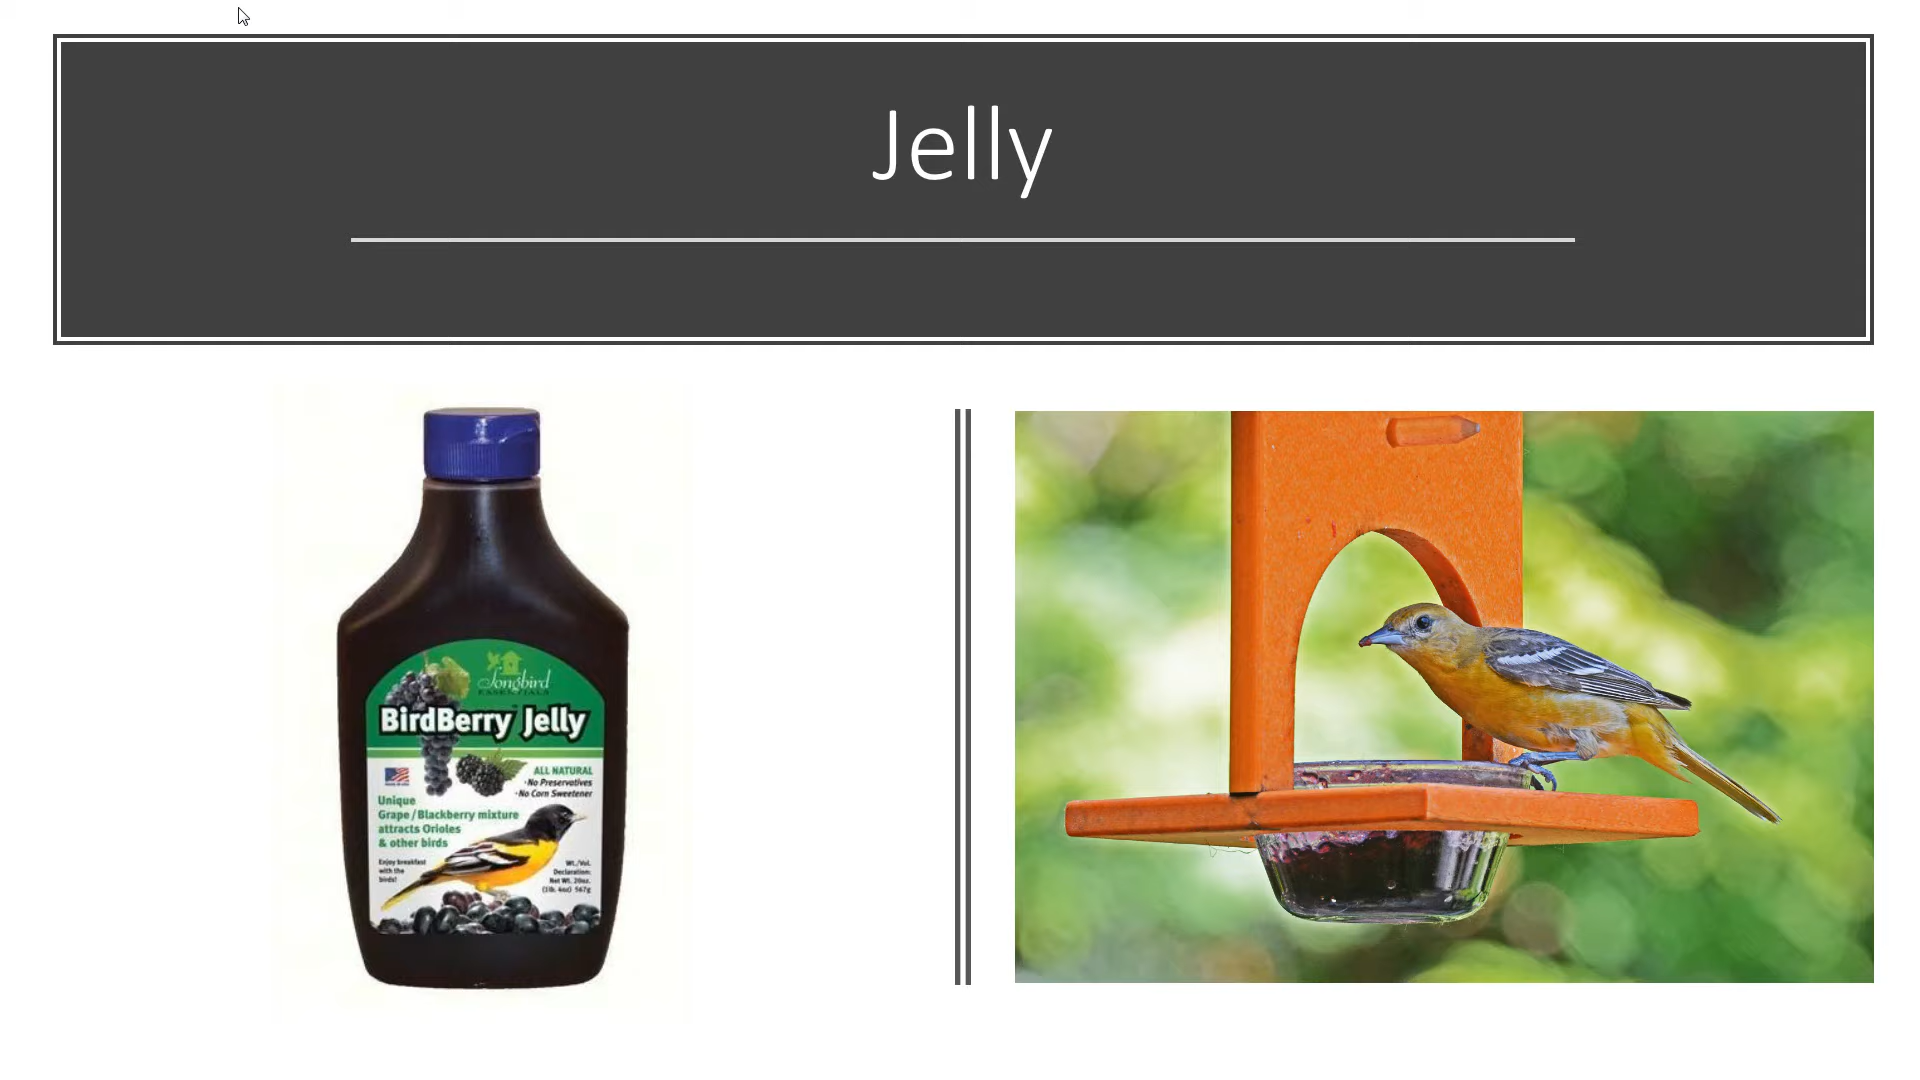 Jelly
Songbird
ESSENTIALS
BirdBerry Jelly
ALL NATURAL
·No Preservatives
·No Corn Sweetener
Unique
Grape/Blackberry mixture
attracts Orioles
& other birds
Enjoy breakfast
with the
birds!
Wt./Vol.
Declaration:
Net Wt. 20oz.
(1lb. 4oz) 567g